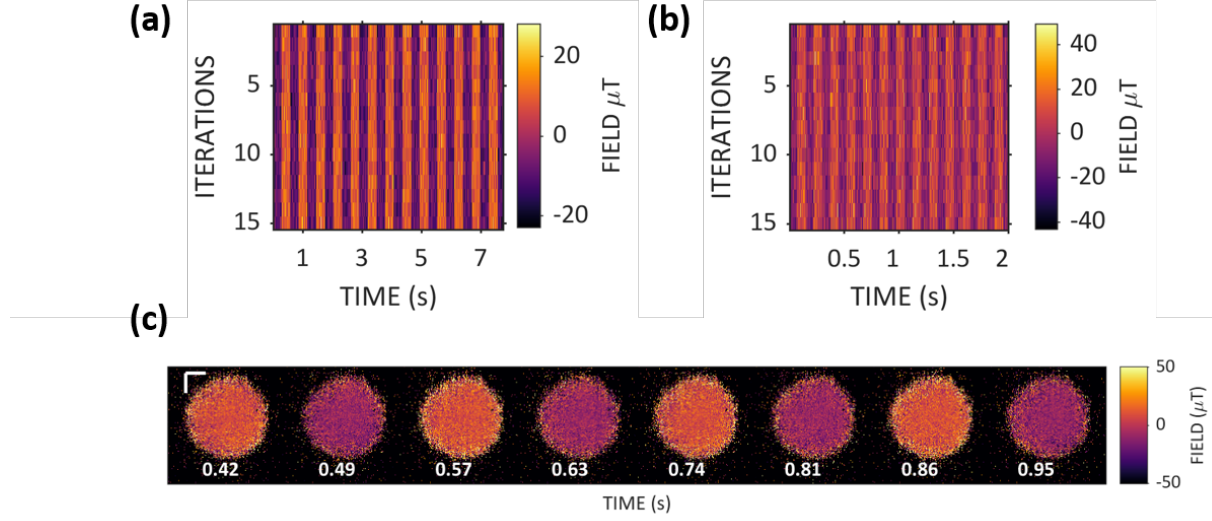 (a)
ITERATIONS
5
10
15
1 3 5 7
TIME (s)
20
0
-20
FIELD µT
(b)
ITERATIONS
5
10
15
0.5 1 1.5 2
TIME (s)
40
20
0
-20
-40
FIELD µT
(c)
0.42 0.49 0.57 0.63 0.74 0.81 0.86 0.95
TIME (s)
50
0
-50
FIELD (µT)